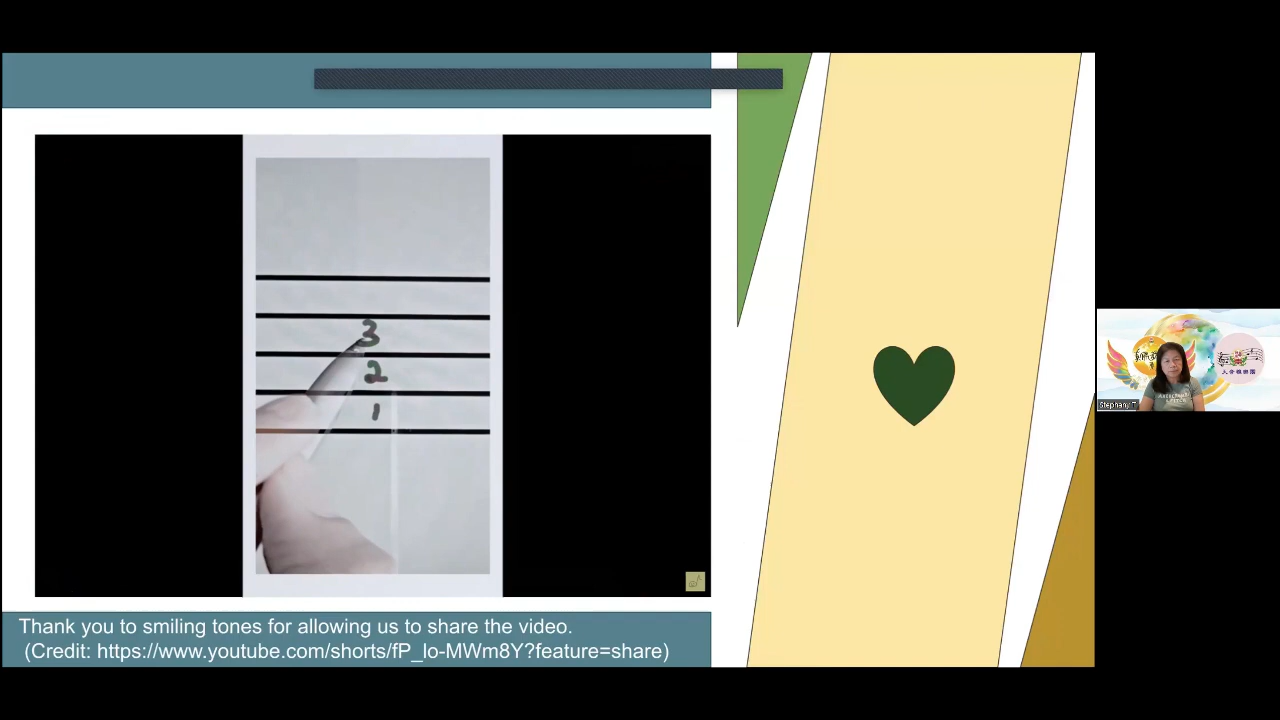 3
2
1
Thank you to smiling tones for allowing us to share the video.
(Credit: https://www.youtube.com/shorts/fP_lo-MWm8Y?feature=share)